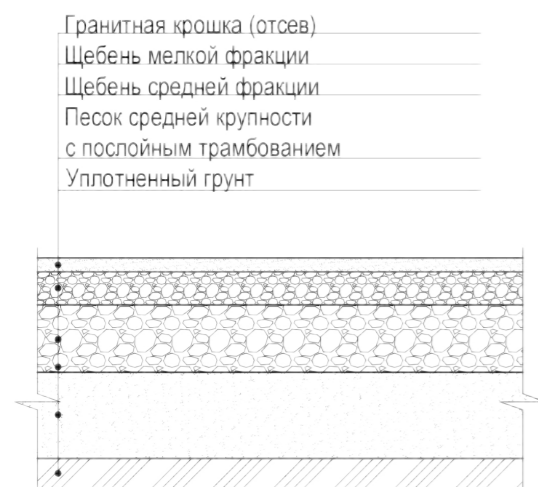 Гранитная крошка (отсев)
Щебень мелкой фракции
Щебень средней фракции
Песок средней крупности
с послойным трамбованием
Уплотненный грунт